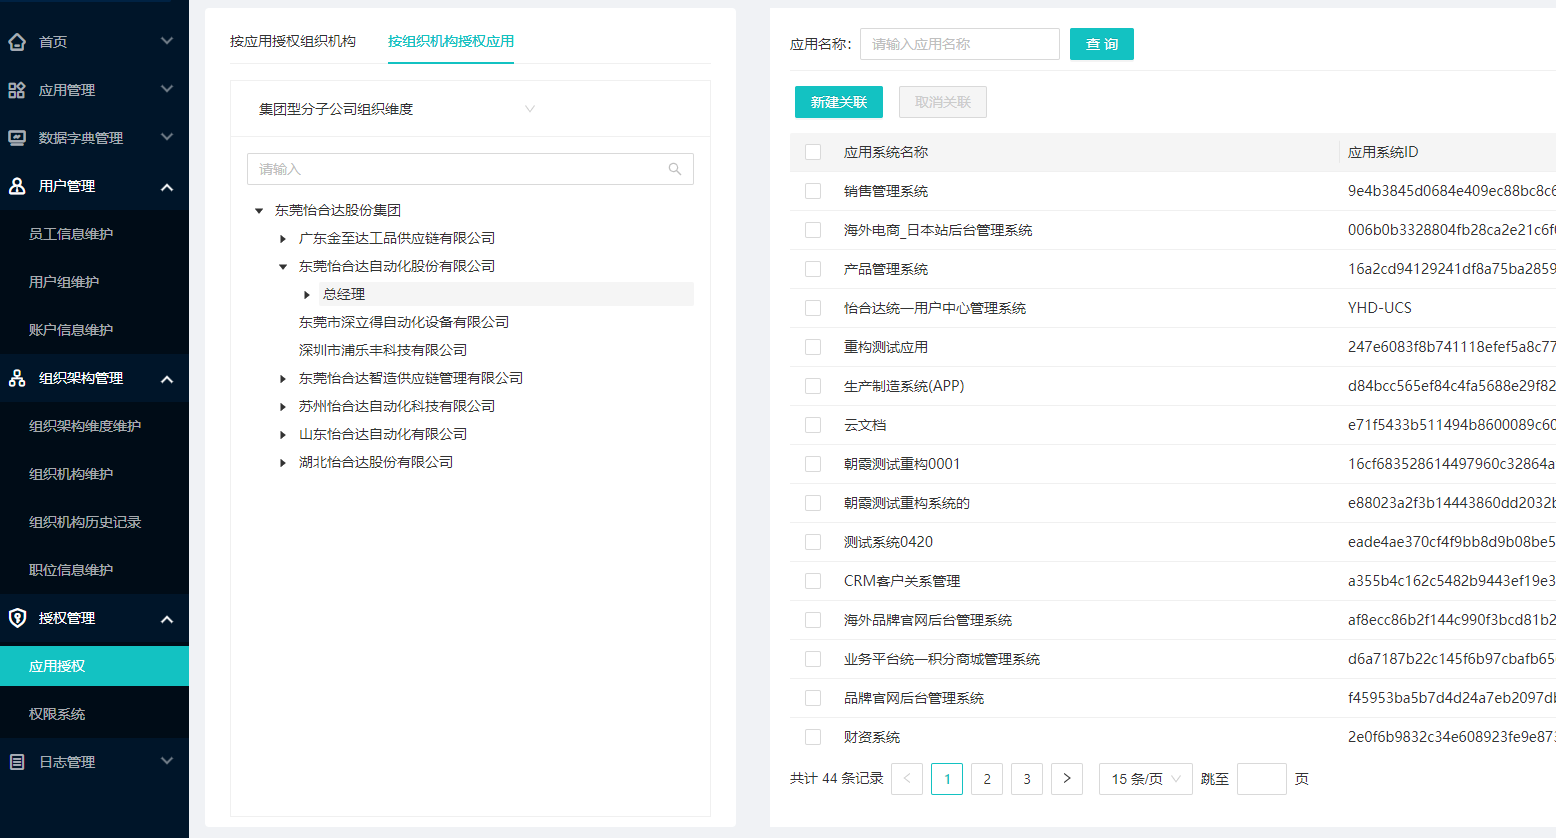 首页
应用管理
数据字典管理
用户管理
员工信息维护
用户组维护
账户信息维护
组织架构管理
组织架构维度维护
组织机构维护
组织机构历史记录
职位信息维护
授权管理
应用授权
权限系统
日志管理
按应用授权组织机构 按组织机构授权应用
集团型分子公司组织维度
请输入
东莞怡合达股份集团
广东金至达工品供应链有限公司
东莞怡合达自动化股份有限公司
总经理
东莞市深立得自动化设备有限公司
深圳市浦乐丰科技有限公司
东莞怡合达智造供应链管理有限公司
苏州怡合达自动化科技有限公司
山东怡合达自动化有限公司
湖北怡合达股份有限公司
应用名称: 请输入应用名称 查 询
新建关联 取消关联
应用系统名称 应用系统ID
销售管理系统 9e4b3845d0684e409ec88bc8c6
海外电商_日本站后台管理系统 006b0b3328804fb28ca2e21c6f
产品管理系统 16a2cd94129241df8a75ba2859
怡合达统一用户中心管理系统 YHD-UCS
重构测试应用 247e6083f8b741118efef5a8c77
生产制造系统(APP) d84bcc565ef84c4fa5688e29f82
云文档 e71f5433b511494b8600089c60
朝霞测试重构0001 16cf683528614497960c32864a
朝霞测试重构系统的 e88023a2f3b14443860dd2032b
测试系统0420 eade4ae370cf4f9bb8d9b08be5
CRM客户关系管理 a355b4c162c5482b9443ef19e3
海外品牌官网后台管理系统 af8ecc86b2f144c990f3bcd81b2
业务平台统一积分商城管理系统 d6a7187b22c145f6b97cbafb65
品牌官网后台管理系统 f45953ba5b7d4d24a7eb2097db
财资系统 2e0f6b9832c34e608923fe9e873
共计 44 条记录 < 1 2 3 > 15 条/页 跳至 页